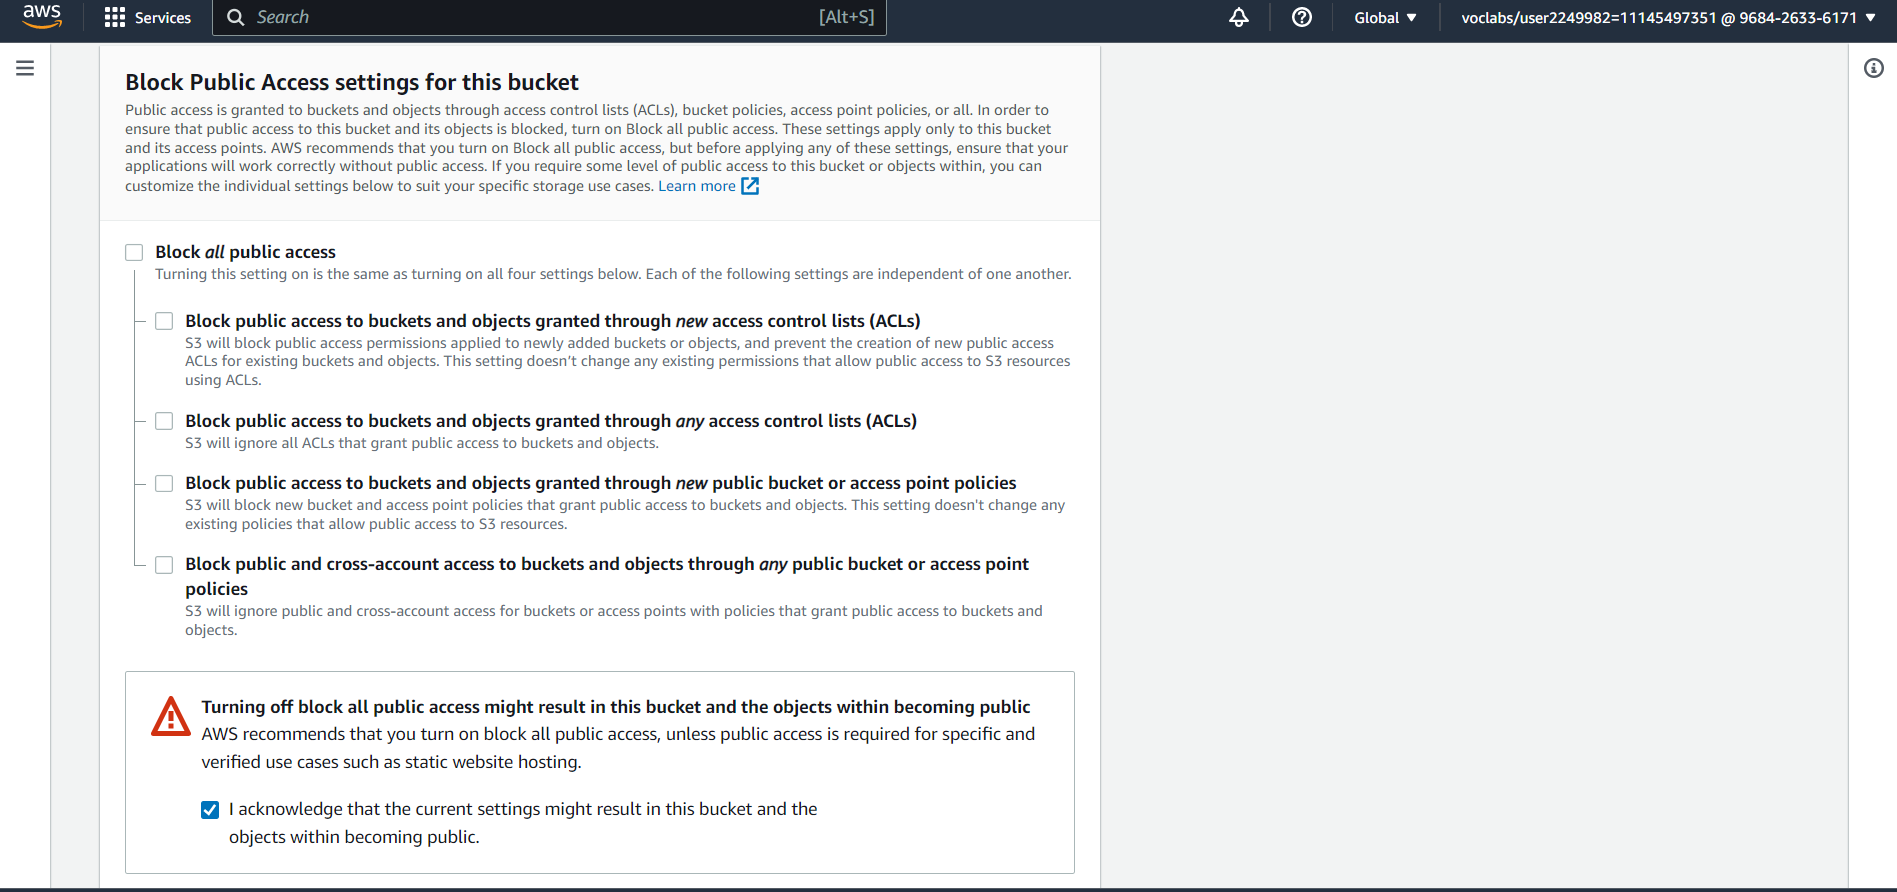 aws
Services
Search
[Alt+S]
Global
voclabs/user2249982=11145497351 @ 9684-2633-6171
Block Public Access settings for this bucket
Public access is granted to buckets and objects through access control lists (ACLs), bucket policies, access point policies, or all. In order to
ensure that public access to this bucket and its objects is blocked, turn on Block all public access. These settings apply only to this bucket
and its access points. AWS recommends that you turn on Block all public access, but before applying any of these settings, ensure that your
applications will work correctly without public access. If you require some level of public access to this bucket or objects within, you can
customize the individual settings below to suit your specific storage use cases. Learn more
Block all public access
Turning this setting on is the same as turning on all four settings below. Each of the following settings are independent of one another.
Block public access to buckets and objects granted through new access control lists (ACLs)
S3 will block public access permissions applied to newly added buckets or objects, and prevent the creation of new public access
ACLs for existing buckets and objects. This setting doesn’t change any existing permissions that allow public access to S3 resources
using ACLs.
Block public access to buckets and objects granted through any access control lists (ACLs)
S3 will ignore all ACLs that grant public access to buckets and objects.
Block public access to buckets and objects granted through new public bucket or access point policies
S3 will block new bucket and access point policies that grant public access to buckets and objects. This setting doesn't change any
existing policies that allow public access to S3 resources.
Block public and cross-account access to buckets and objects through any public bucket or access point
policies
S3 will ignore public and cross-account access for buckets or access points with policies that grant public access to buckets and
objects.
Turning off block all public access might result in this bucket and the objects within becoming public
AWS recommends that you turn on block all public access, unless public access is required for specific and
verified use cases such as static website hosting.
I acknowledge that the current settings might result in this bucket and the
objects within becoming public.